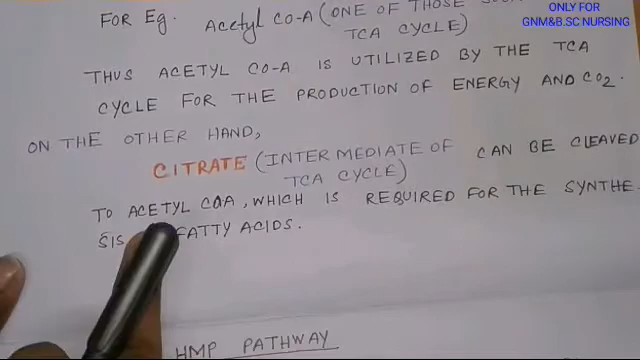 ONLY FOR
GNM&B.SC NURSING
FOR Eg. Acetyl CO-A (ONE OF THOSE
TCA CYCLE)
THUS ACETYL CO-A IS UTILIZED BY THE TCA
CYCLE FOR THE PRODUCTION OF ENERGY AND CO2.
ON THE OTHER HAND,
CITRATE (INTERMEDIATE OF CAN BE CLEAVED
TCA CYCLE)
TO ACETYL COA, WHICH IS REQUIRED FOR THE SYNTHE-
SIS FATTY ACIDS.
HMP PATHWAY